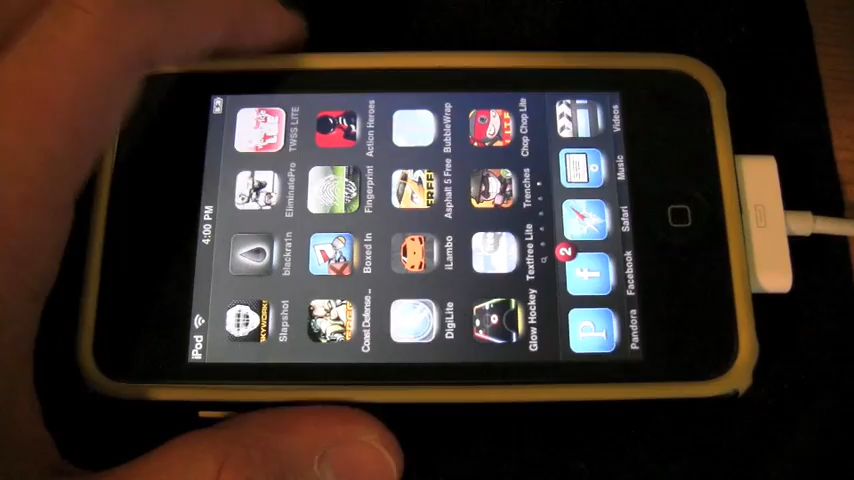 iPod
4:00 PM
Slapshot
blackra1n
EliminatePro
TWSS LITE
Coast Defense ..
Boxed In
Fingerprint
Action Heroes
DigiLite
iLambo
Asphalt 5 Free
BubbleWrap
FREE
Glow Hockey
Textfree Lite
Trenches
Chop Chop Lite
2
Pandora
Facebook
Safari
Music
Videos
P
f